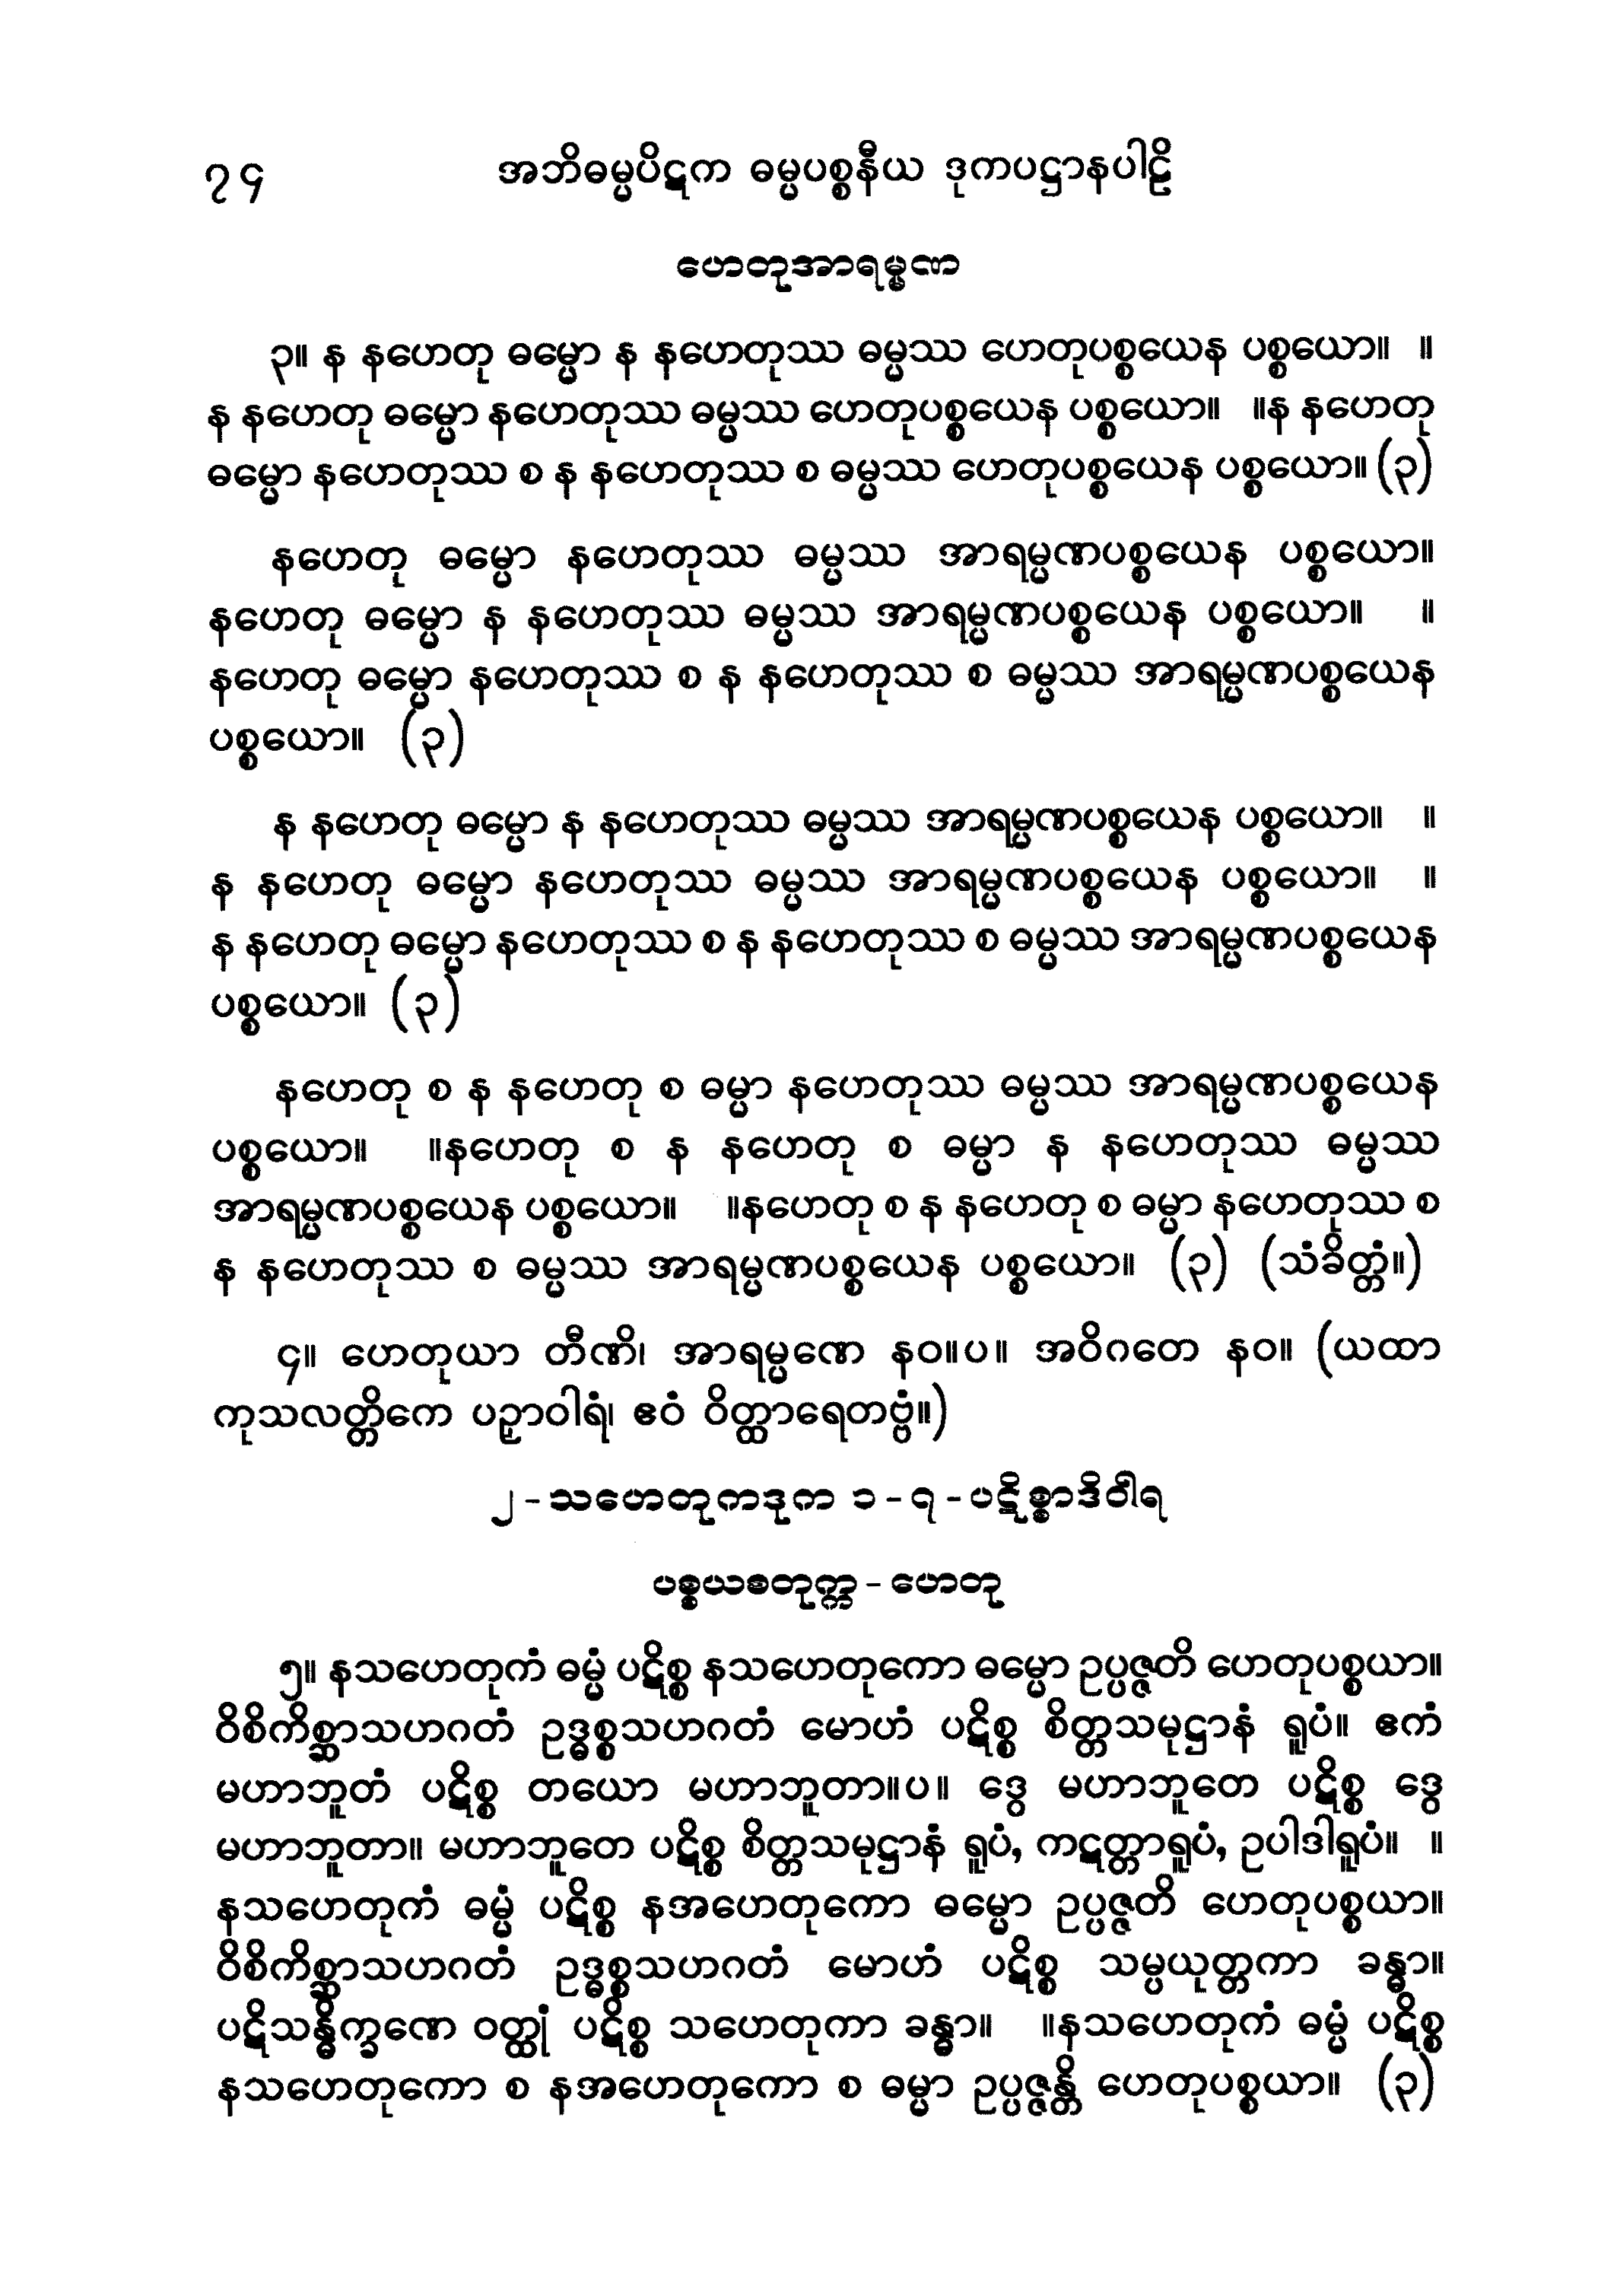 ၇၄ အဘိဓမ္မပိဋက ဓမ္မပစ္စနီယ ဒုကပဋ္ဌာနပါဠိ
ဟေတုအာရမ္မဏ
၃။ န နဟေတု ဓမ္မော န နဟေတုဿ ဓမ္မဿ ဟေတုပစ္စယေန ပစ္စယော။ ။
န နဟေတု ဓမ္မော နဟေတုဿ ဓမ္မဿ ဟေတုပစ္စယေန ပစ္စယော။ ။န နဟေတု
ဓမ္မော နဟေတုဿ စ န နဟေတုဿ စ ဓမ္မဿ ဟေတုပစ္စယေန ပစ္စယော။ (၃)
နဟေတု ဓမ္မော နဟေတုဿ ဓမ္မဿ အာရမ္မဏပစ္စယေန ပစ္စယော။
နဟေတု ဓမ္မော န နဟေတုဿ ဓမ္မဿ အာရမ္မဏပစ္စယေန ပစ္စယော။ ။
နဟေတု ဓမ္မော နဟေတုဿ စ န နဟေတုဿ စ ဓမ္မဿ အာရမ္မဏပစ္စယေန
ပစ္စယော။ (၃)
န နဟေတု ဓမ္မော န နဟေတုဿ ဓမ္မဿ အာရမ္မဏပစ္စယေန ပစ္စယော။ ။
န နဟေတု ဓမ္မော နဟေတုဿ ဓမ္မဿ အာရမ္မဏပစ္စယေန ပစ္စယော။ ။
န နဟေတု ဓမ္မော နဟေတုဿ စ န နဟေတုဿ စ ဓမ္မဿ အာရမ္မဏပစ္စယေန
ပစ္စယော။ (၃)
နဟေတု စ န နဟေတု စ ဓမ္မာ နဟေတုဿ ဓမ္မဿ အာရမ္မဏပစ္စယေန
ပစ္စယော။ ။နဟေတု စ န နဟေတု စ ဓမ္မာ န နဟေတုဿ ဓမ္မဿ
အာရမ္မဏပစ္စယေန ပစ္စယော။ ။နဟေတု စ န နဟေတု စ ဓမ္မာ နဟေတုဿ စ
န နဟေတုဿ စ ဓမ္မဿ အာရမ္မဏပစ္စယေန ပစ္စယော။ (၃) (သံခိတ္တံ။)
၄။ ဟေတုယာ တီဏိ၊ အာရမ္မဏေ နဝ။ပ။ အဝိဂတေ နဝ။ (ယထာ
ကုသလတ္တိကေ ပဉှာဝါရံ၊ ဧဝံ ဝိတ္ထာရေတဗ္ဗံ။)
၂-သဟေတုကဒုက ၁-၇-ပဋိစ္စာဒိဝါရ
ပစ္စယစတုက္က-ဟေတု
၅။ နသဟေတုကံ ဓမ္မံ ပဋိစ္စ နသဟေတုကော ဓမ္မော ဥပ္ပဇ္ဇတိ ဟေတုပစ္စယာ။
ဝိစိကိစ္ဆာသဟဂတံ ဥဒ္ဓစ္စသဟဂတံ မောဟံ ပဋိစ္စ စိတ္တသမုဋ္ဌာနံ ရူပံ။ ဧကံ
မဟာဘူတံ ပဋိစ္စ တယော မဟာဘူတာ။ပ။ ဒွေ မဟာဘူတေ ပဋိစ္စ ဒွေ
မဟာဘူတာ။ မဟာဘူတေ ပဋိစ္စ စိတ္တသမုဋ္ဌာနံ ရူပံ, ကဋတ္တာရူပံ, ဥပါဒါရူပံ။ ။
နသဟေတုကံ ဓမ္မံ ပဋိစ္စ နအဟေတုကော ဓမ္မော ဥပ္ပဇ္ဇတိ ဟေတုပစ္စယာ။
ဝိစိကိစ္ဆာသဟဂတံ ဥဒ္ဓစ္စသဟဂတံ မောဟံ ပဋိစ္စ သမ္ပယုတ္တကာ ခန္ဓာ။
ပဋိသန္ဓိက္ခဏေ ဝတ္ထုံ ပဋိစ္စ သဟေတုကာ ခန္ဓာ။ ။နသဟေတုကံ ဓမ္မံ ပဋိစ္စ
နသဟေတုကော စ နအဟေတုကော စ ဓမ္မာ ဥပ္ပဇ္ဇန္တိ ဟေတုပစ္စယာ။ (၃)